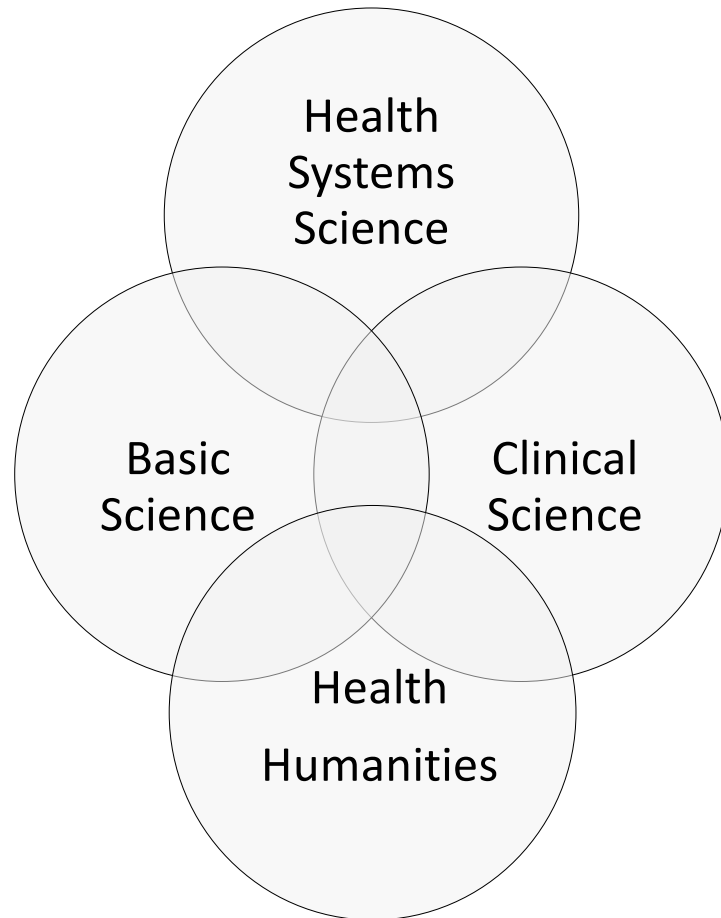 Health
Systems
Science
Basic
Science
Clinical
Science
Health
Humanities